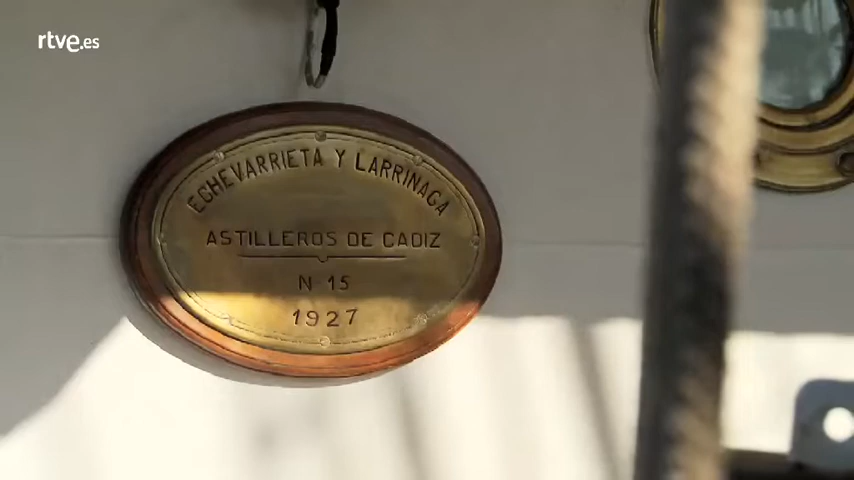 rtve.es
ECHEVARRIETA Y LARRINAGA
ASTILLEROS DE CADIZ
N 15
1927